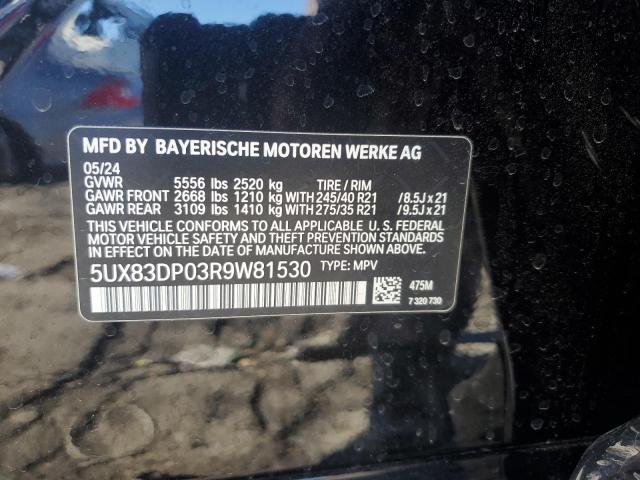 MFD BY BAYERISCHE MOTOREN WERKE AG
05/24
GVWR 5556 lbs 2520 kg TIRE / RIM
GAWR FRONT 2668 lbs 1210 kg WITH 245/40 R21 /8.5J x 21
GAWR REAR 3109 lbs 1410 kg WITH 275/35 R21 /9.5J x 21
THIS VEHICLE CONFORMS TO ALL APPLICABLE U. S. FEDERAL
MOTOR VEHICLE SAFETY AND THEFT PREVENTION STANDARDS
IN EFFECT ON THE DATE OF MANUFACTURE SHOWN ABOVE.
5UX83DP03R9W81530 TYPE: MPV
475M
7 320 730